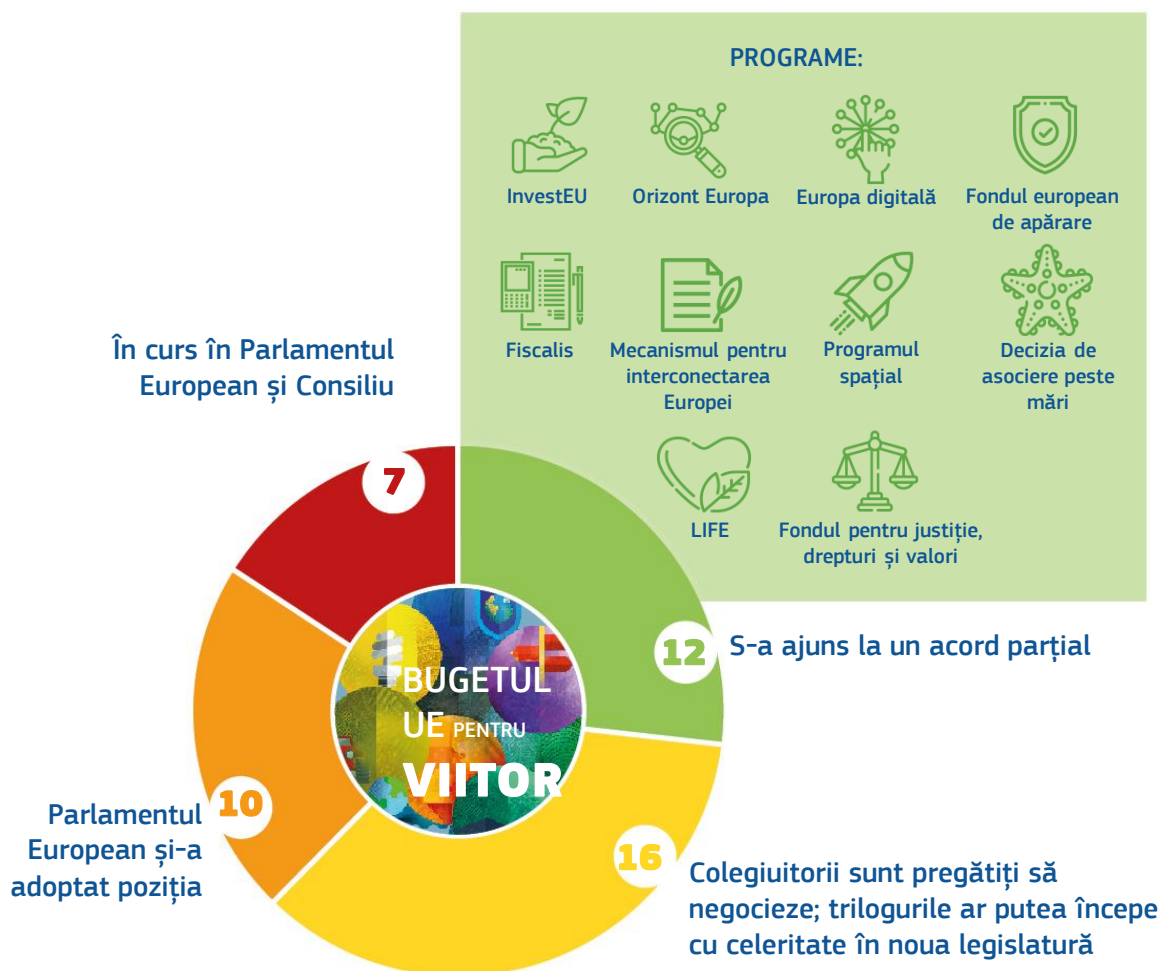 PROGRAME:
InvestEU
Orizont Europa
Europa digitală
Fondul european
de apărare
Fiscalis
Mecanismul pentru
interconectarea
Europei
Programul
spațial
Decizia de
asociere peste
mări
LIFE
Fondul pentru justiție,
drepturi și valori
În curs în Parlamentul
European și Consiliu
7
12
S-a ajuns la un acord parțial
BUGETUL
UE PENTRU
VIITOR
10
Parlamentul
European și-a
adoptat poziția
16
Colegiuitorii sunt pregătiți să
negocieze; trilogurile ar putea începe
cu celeritate în noua legislatură